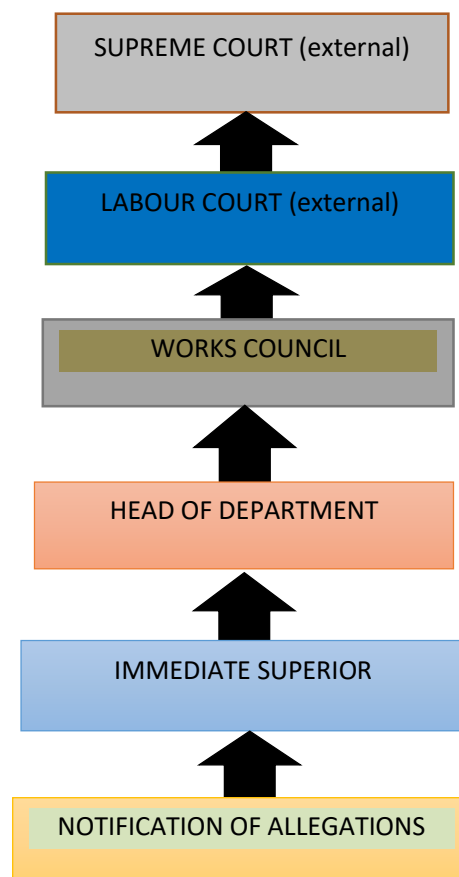 SUPREME COURT (external)
LABOUR COURT (external)
WORKS COUNCIL
HEAD OF DEPARTMENT
IMMEDIATE SUPERIOR
NOTIFICATION OF ALLEGATIONS